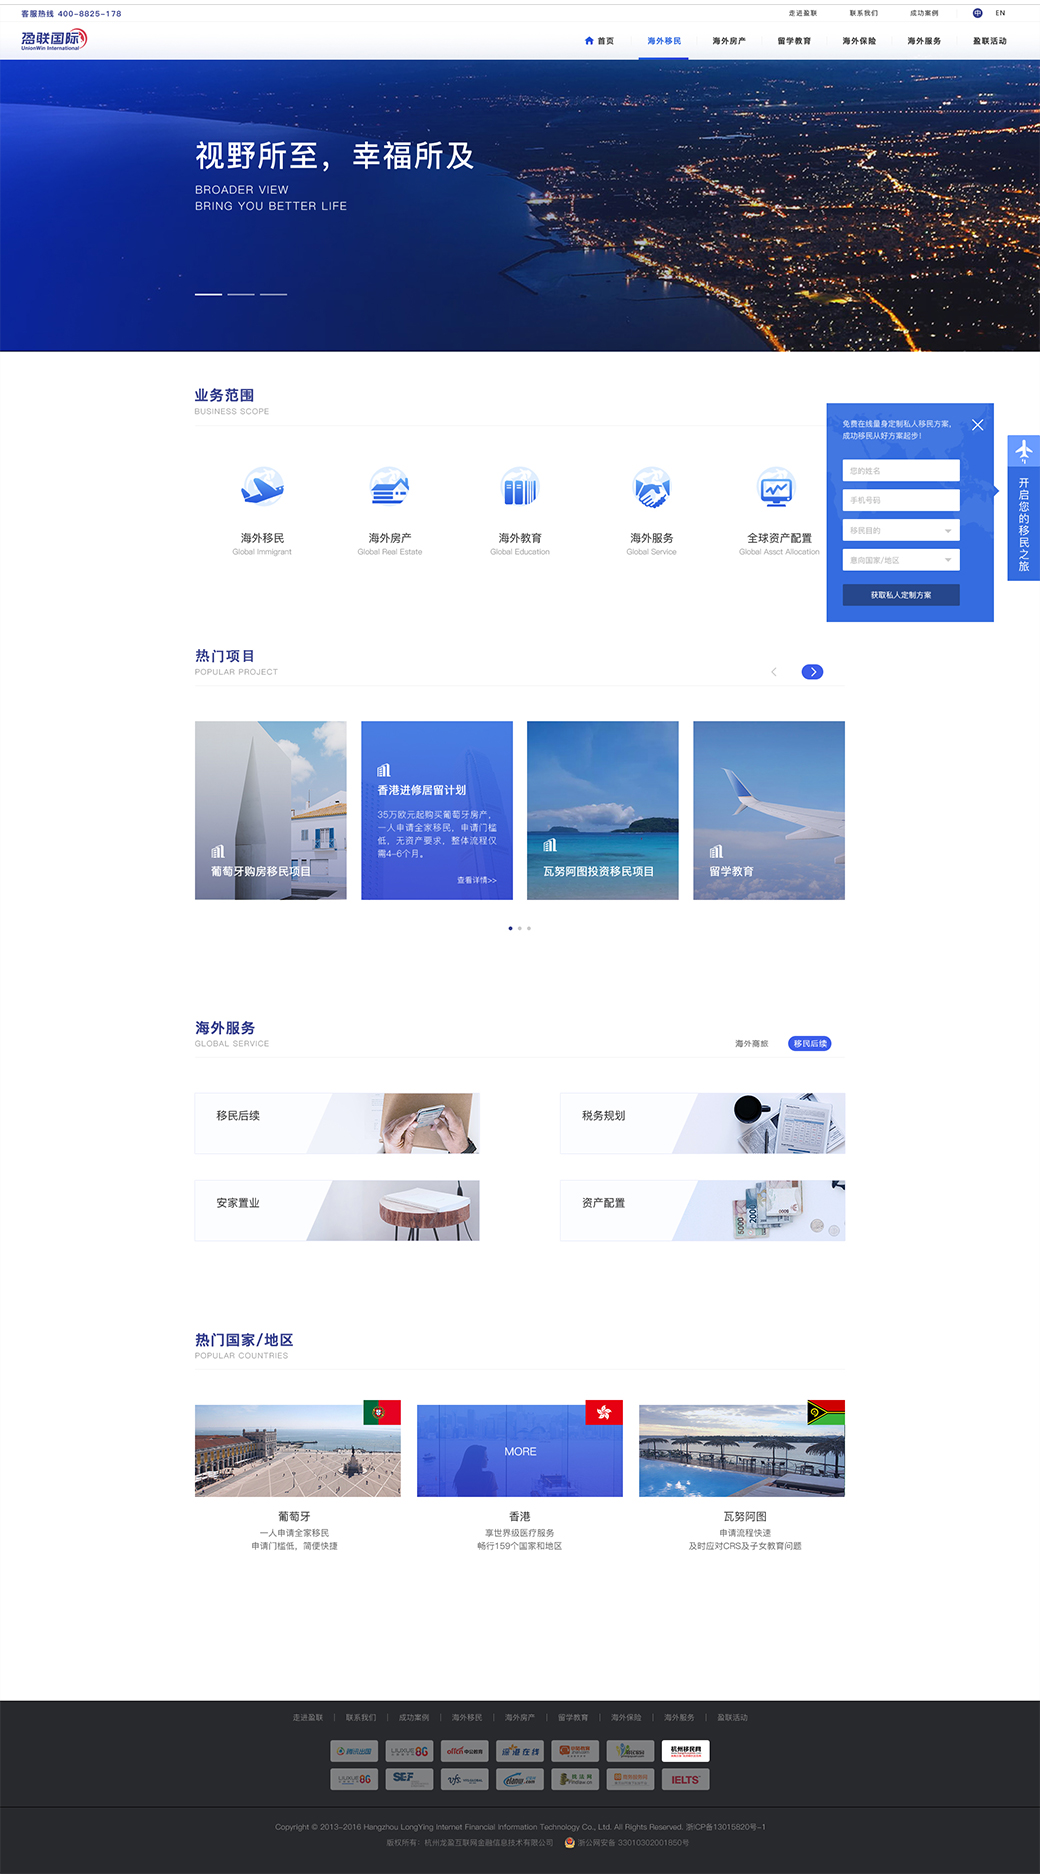 客服热线 400-8825-178
走进盈联 联系我们 成功案例 中 EN
盈联国际
UnionWin International
首页 海外移民 海外房产 留学教育 海外保险 海外服务 盈联活动
视野所至，幸福所及
BROADER VIEW
BRING YOU BETTER LIFE
业务范围
BUSINESS SCOPE
海外移民
Global Immigrant
海外房产
Global Real Estate
海外教育
Global Education
海外服务
Global Service
全球资产配置
Global Assct Allocation
免费在线量身定制私人移民方案，
成功移民从好方案起步！
您的姓名
手机号码
移民目的
意向国家/地区
获取私人定制方案
开启您的移民之旅
热门项目
POPULAR PROJECT
葡萄牙购房移民项目
香港进修居留计划
35万欧元起购买葡萄牙房产，
一人申请全家移民，申请门槛
低，无资产要求，整体流程仅
需4-6个月。
查看详情>>
瓦努阿图投资移民项目
留学教育
海外服务
GLOBAL SERVICE
海外商旅 移民后续
移民后续
税务规划
安家置业
资产配置
热门国家/地区
POPULAR COUNTRIES
MORE
葡萄牙
一人申请全家移民
申请门槛低，简便快捷
香港
享世界级医疗服务
畅行159个国家和地区
瓦努阿图
申请流程快速
及时应对CRS及子女教育问题
走进盈联 | 联系我们 | 成功案例 | 海外移民 | 海外房产 | 留学教育 | 海外保险 | 海外服务 | 盈联活动
腾讯出国 LIUXUE86 offcn 中公教育 深港在线 杭州移民网
LIUXUE86 SEF vfs IELTS
Copyright © 2013-2016 Hangzhou LongYing Internet Financial Information Technology Co., Ltd. All Rights Reserved. 浙ICP备13015820号-1
版权所有：杭州龙盈互联网金融信息技术有限公司 浙公网安备 33010302001850号